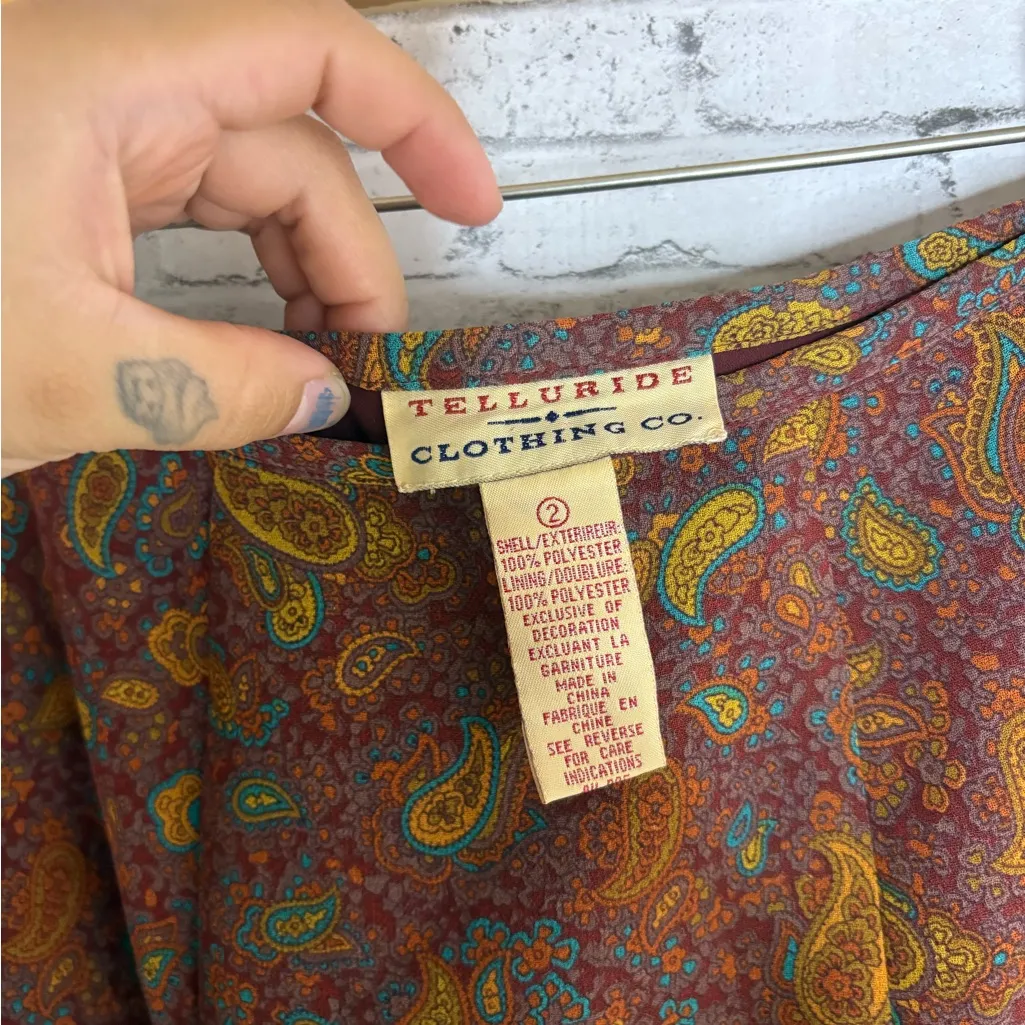 TELLURIDE
CLOTHING CO.
2
SHELL/EXTERIREUR:
100% POLYESTER
LINING/DOUBLURE:
100% POLYESTER
EXCLUSIVE OF
DECORATION
EXCLUANT LA
GARNITURE
MADE IN
CHINA
FABRIQUE EN
CHINE
SEE REVERSE
FOR CARE
INDICATIONS